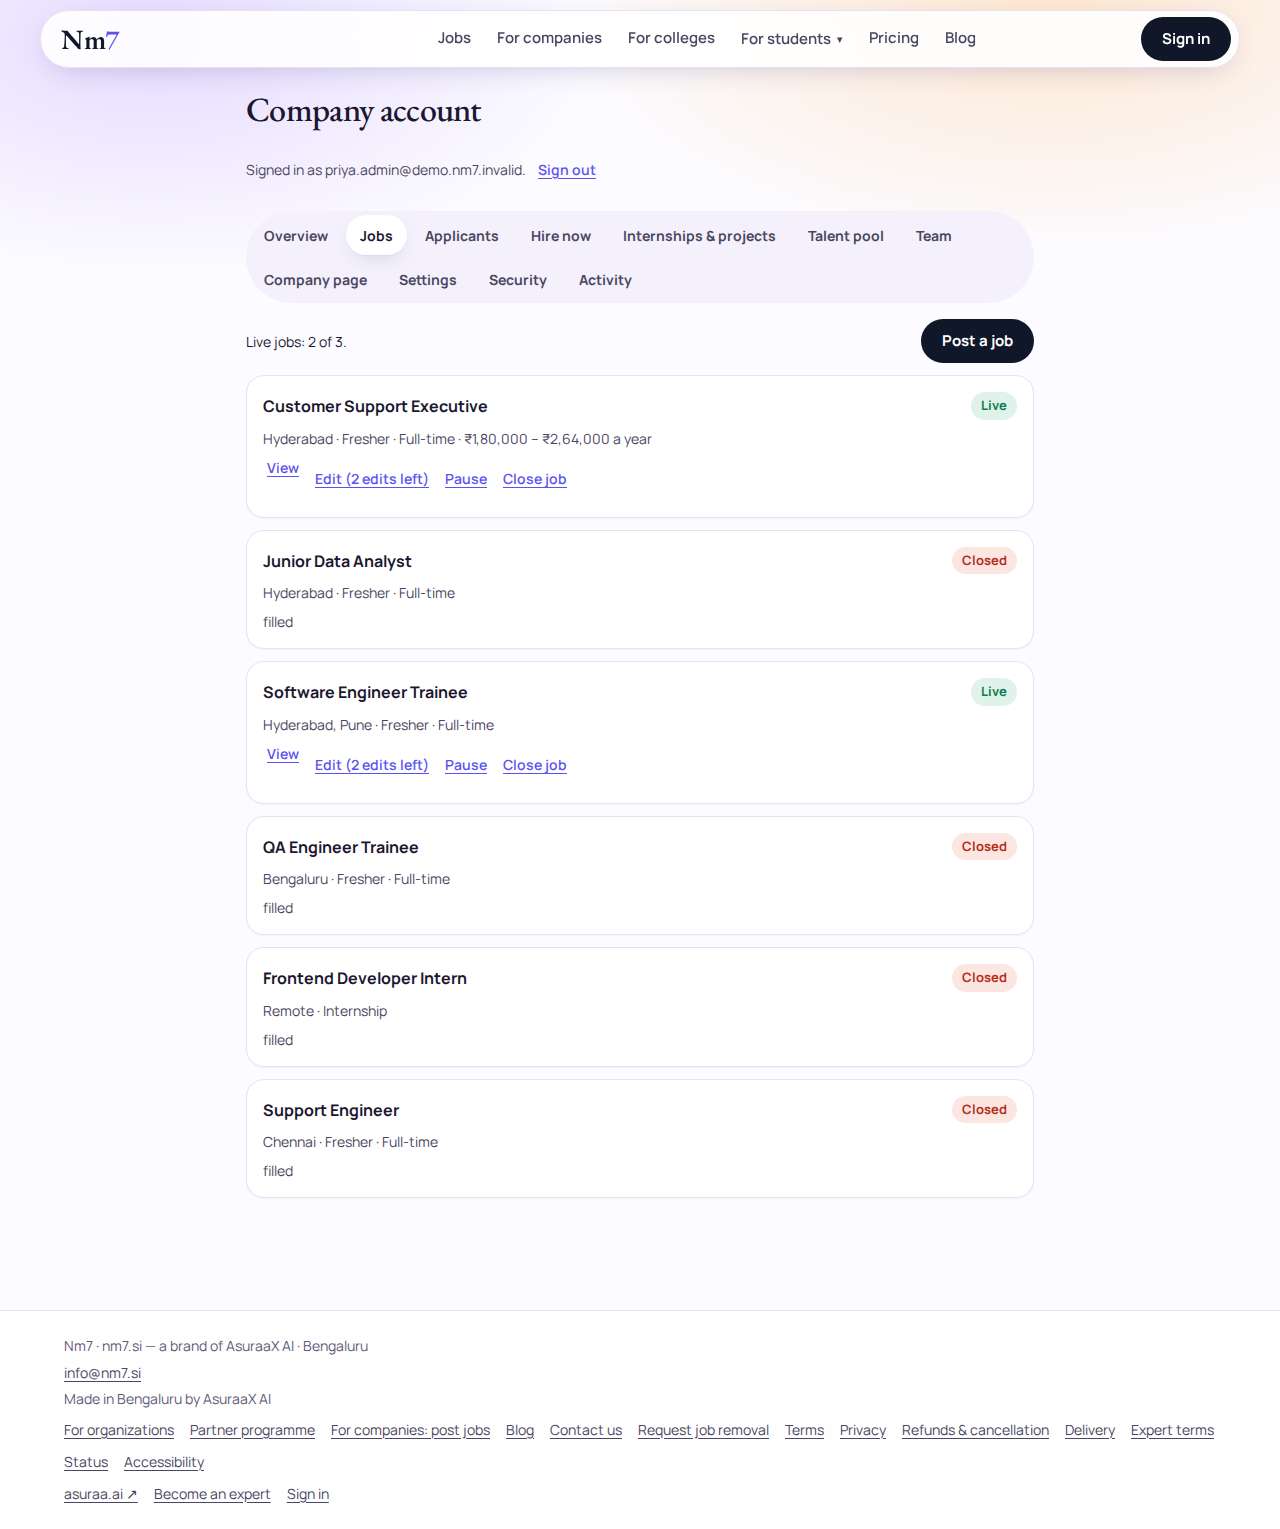 Nm7
Jobs For companies For colleges For students ▾ Pricing Blog
Sign in
Company account
Signed in as priya.admin@demo.nm7.invalid. Sign out
Overview Jobs Applicants Hire now Internships & projects Talent pool Team
Company page Settings Security Activity
Live jobs: 2 of 3.
Post a job
Customer Support Executive
Live
Hyderabad · Fresher · Full-time · ₹1,80,000 – ₹2,64,000 a year
View Edit (2 edits left) Pause Close job
Junior Data Analyst
Closed
Hyderabad · Fresher · Full-time
filled
Software Engineer Trainee
Live
Hyderabad, Pune · Fresher · Full-time
View Edit (2 edits left) Pause Close job
QA Engineer Trainee
Closed
Bengaluru · Fresher · Full-time
filled
Frontend Developer Intern
Closed
Remote · Internship
filled
Support Engineer
Closed
Chennai · Fresher · Full-time
filled
Nm7 · nm7.si — a brand of AsuraaX AI · Bengaluru
info@nm7.si
Made in Bengaluru by AsuraaX AI
For organizations Partner programme For companies: post jobs Blog Contact us Request job removal Terms Privacy Refunds & cancellation Delivery Expert terms
Status Accessibility
asuraa.ai ↗ Become an expert Sign in